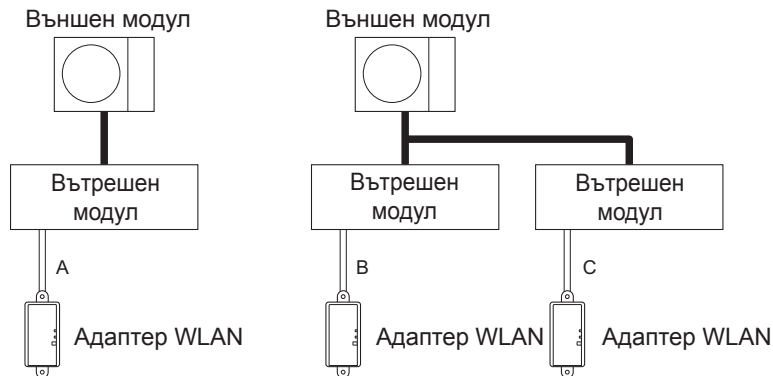 Външен модул
Външен модул
Вътрешен
модул
Вътрешен
модул
Вътрешен
модул
A
B
C
Адаптер WLAN
Адаптер WLAN
Адаптер WLAN